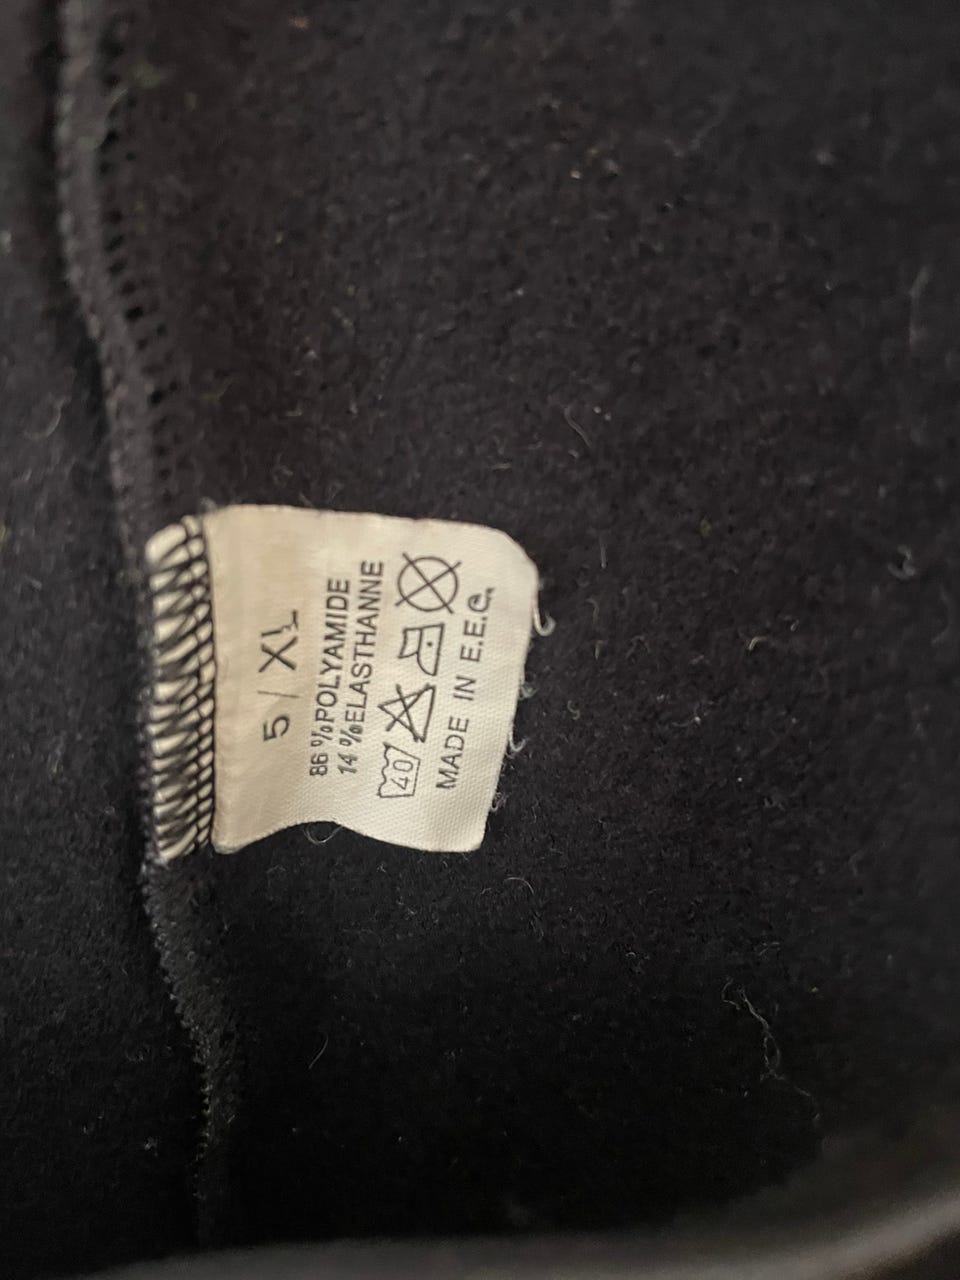 5 / XL
86 % POLYAMIDE
14 % ELASTHANNE
40
MADE IN E.E.C.